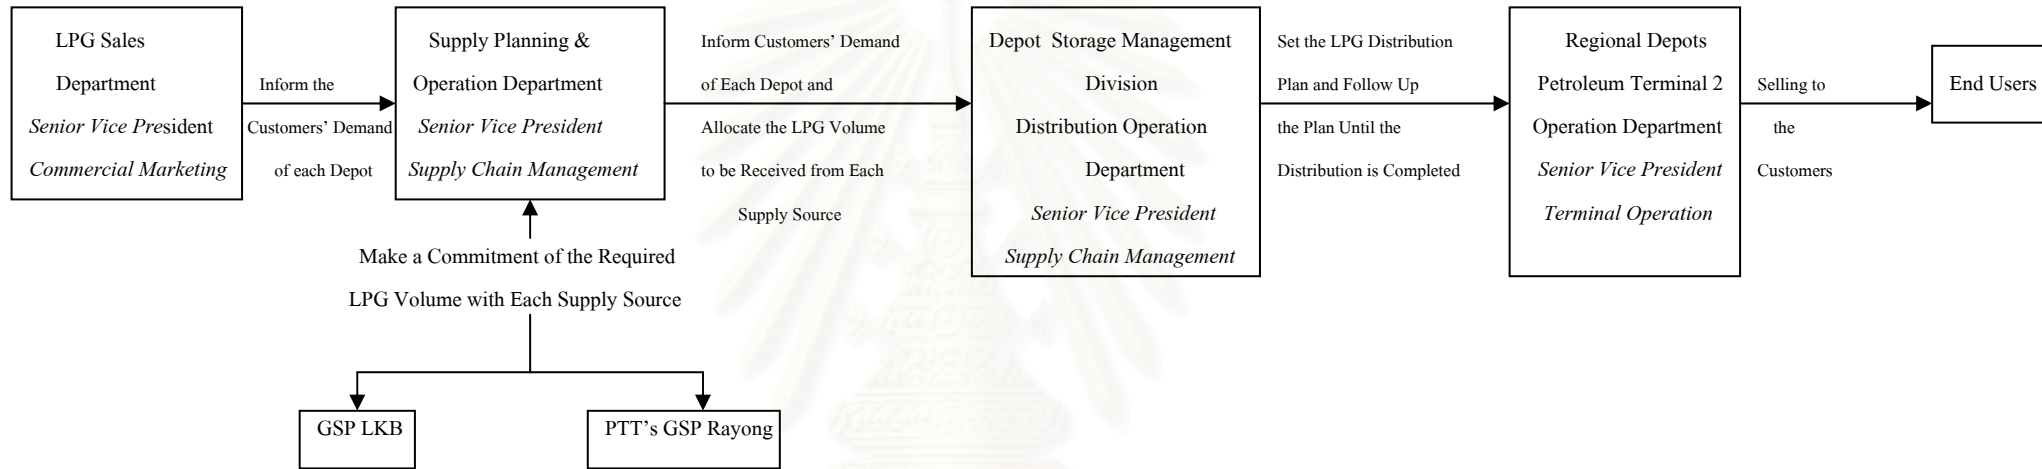 LPG Sales
Department
Senior Vice President
Commercial Marketing
Inform the
Customers’ Demand
of each Depot
Supply Planning &
Operation Department
Senior Vice President
Supply Chain Management
Inform Customers’ Demand
of Each Depot and
Allocate the LPG Volume
to be Received from Each
Supply Source
Depot Storage Management
Division
Distribution Operation
Department
Senior Vice President
Supply Chain Management
Set the LPG Distribution
Plan and Follow Up
the Plan Until the
Distribution is Completed
Regional Depots
Petroleum Terminal 2
Operation Department
Senior Vice President
Terminal Operation
Selling to
the
Customers
End Users
Make a Commitment of the Required
LPG Volume with Each Supply Source
GSP LKB
PTT’s GSP Rayong